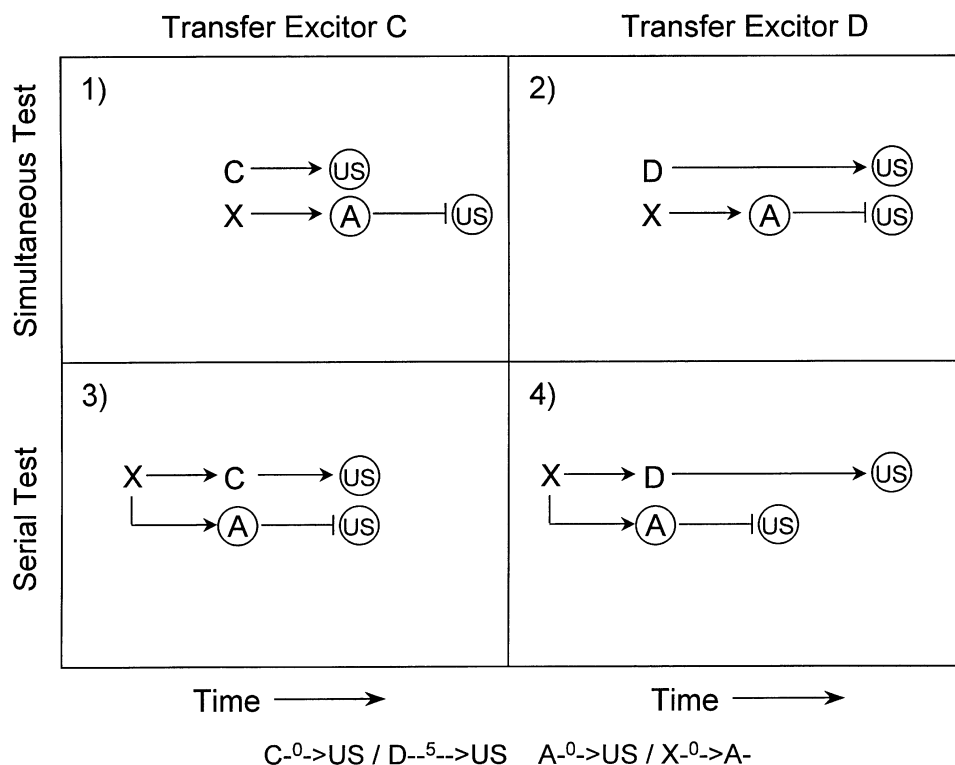 Transfer Excitor C
Transfer Excitor D
Simultaneous Test
1)
C US
X A US
2)
D US
X A US
Serial Test
3)
X C US
A US
4)
X D US
A US
Time
Time
C-⁰->US / D--⁵-->US A-⁰->US / X-⁰->A-